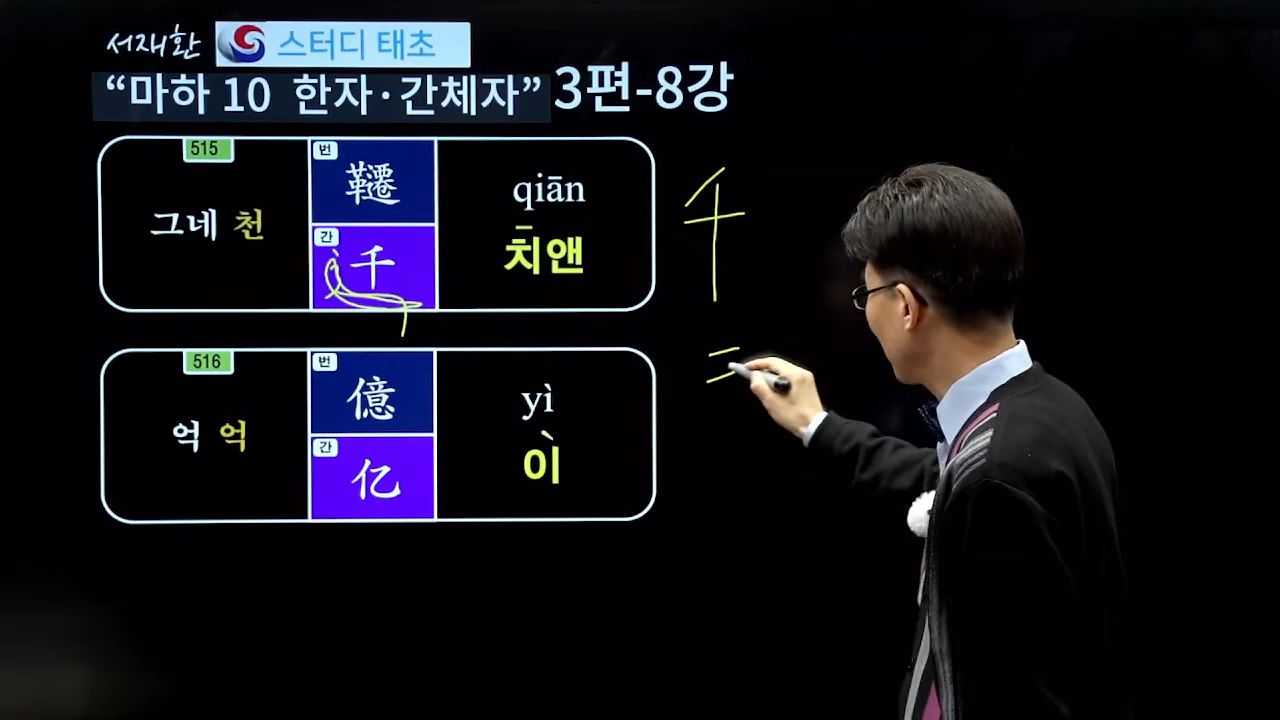 서재환 스터디 태초
“마하 10 한자·간체자” 3편-8강
515
그네 천
번
韆
간
千
qiān
치앤
千
516
억 억
번
億
간
亿
yì
이